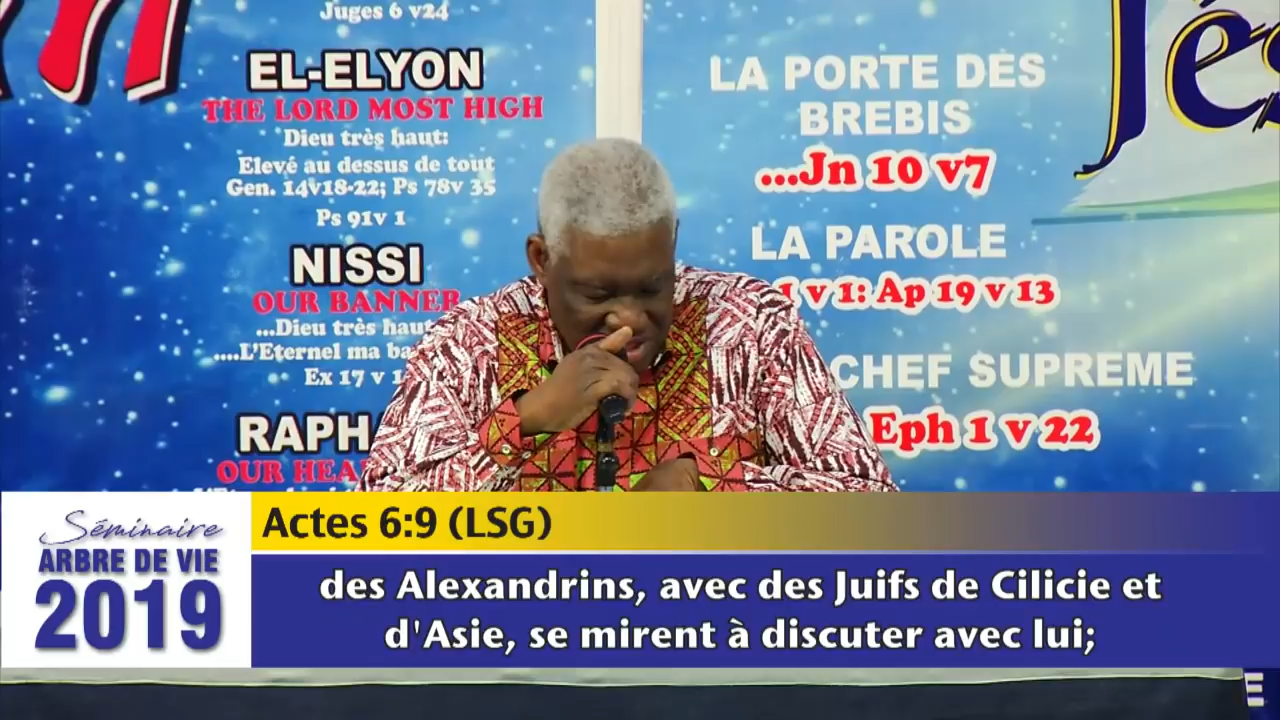 Juges 6 v24
EL-ELYON
THE LORD MOST HIGH
Dieu très haut:
Elevé au dessus de tout
Gen. 14v18-22; Ps 78v 35
Ps 91v 1
NISSI
OUR BANNER
...Dieu très haut
....L'Eternel ma
Ex 17 v
RAPH
OUR
LA PORTE DES
BREBIS
...Jn 10 v7
LA PAROLE
1 v 1: Ap 19 v 13
CHEF SUPREME
Eph 1 v 22
Jés
Séminaire
ARBRE DE VIE
2019
Actes 6:9 (LSG)
des Alexandrins, avec des Juifs de Cilicie et
d'Asie, se mirent à discuter avec lui;